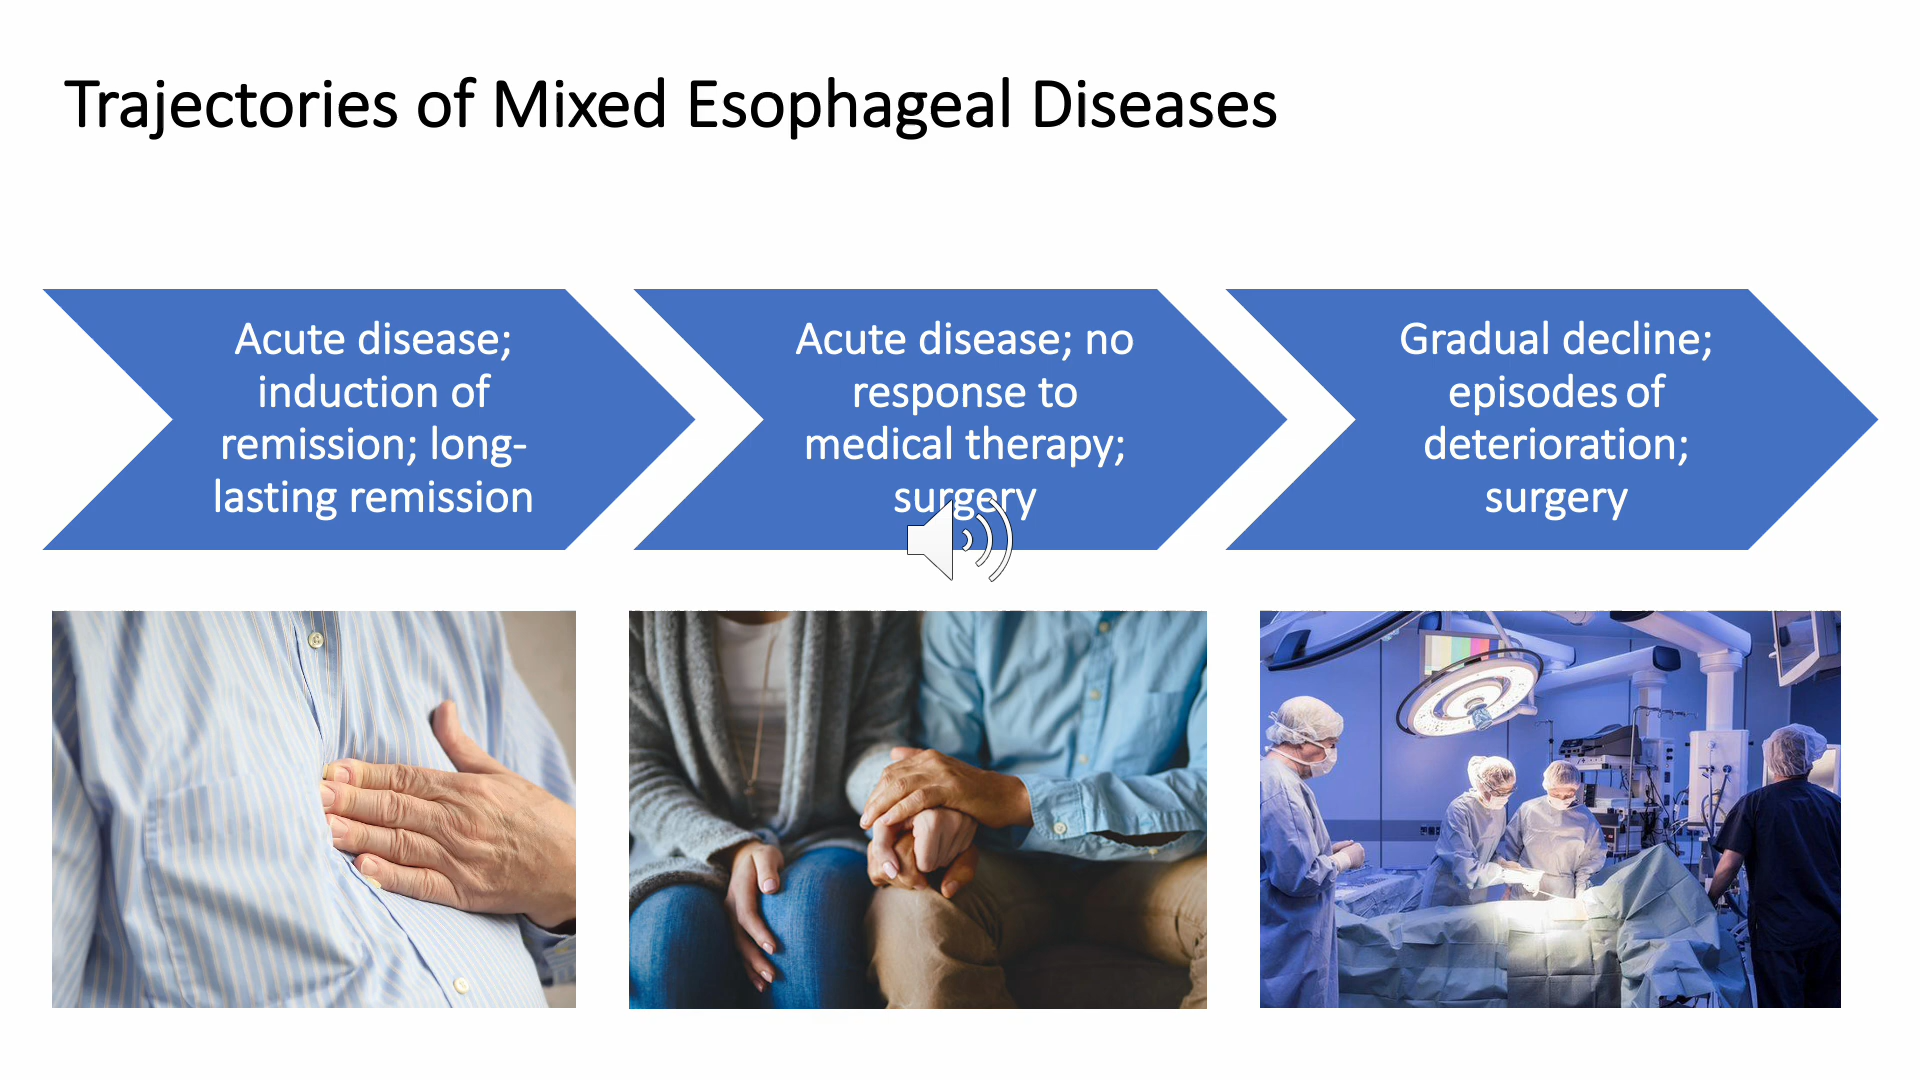 Trajectories of Mixed Esophageal Diseases
Acute disease;
induction of
remission; long-
lasting remission
Acute disease; no
response to
medical therapy;
surgery
Gradual decline;
episodes of
deterioration;
surgery